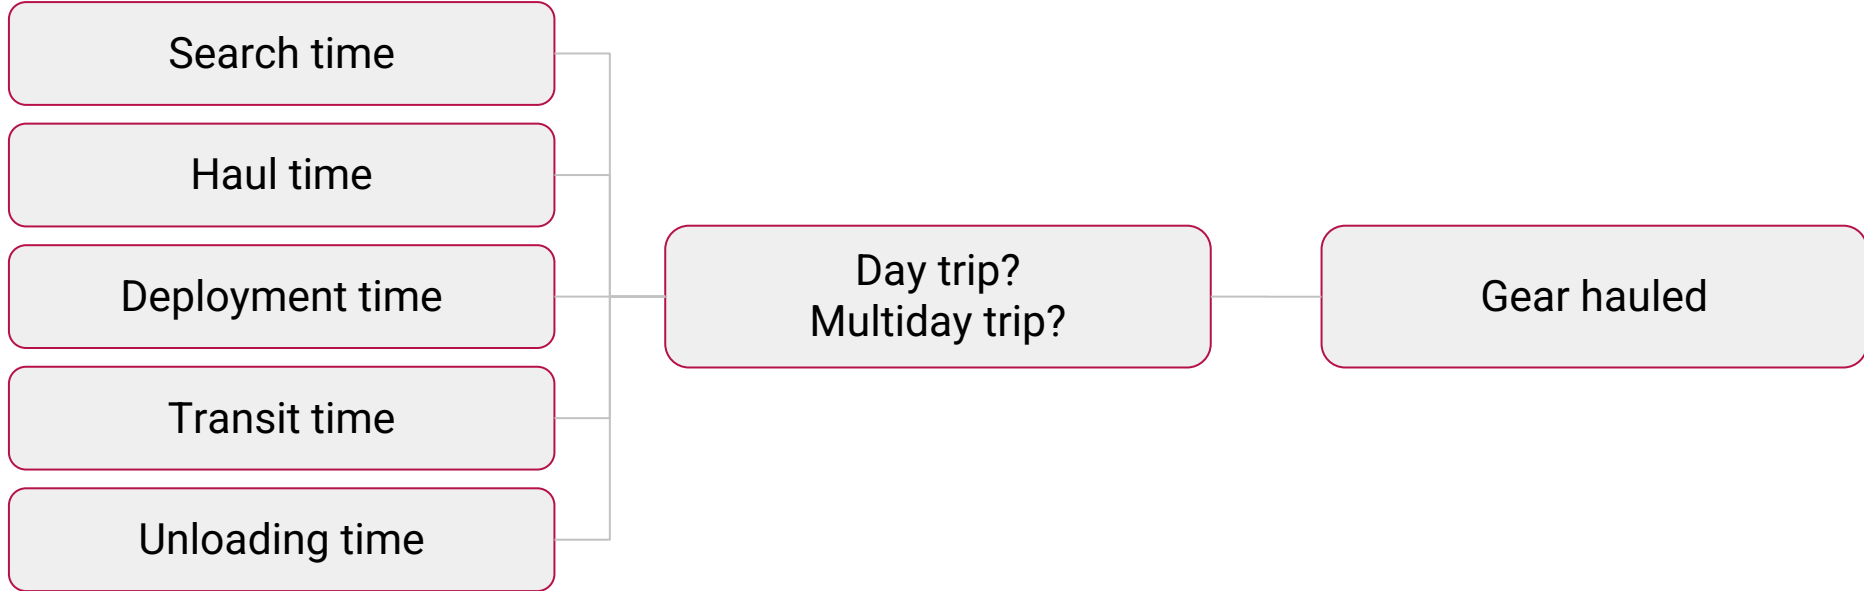 Search time
Haul time
Deployment time
Transit time
Unloading time
Day trip?
Multiday trip?
Gear hauled